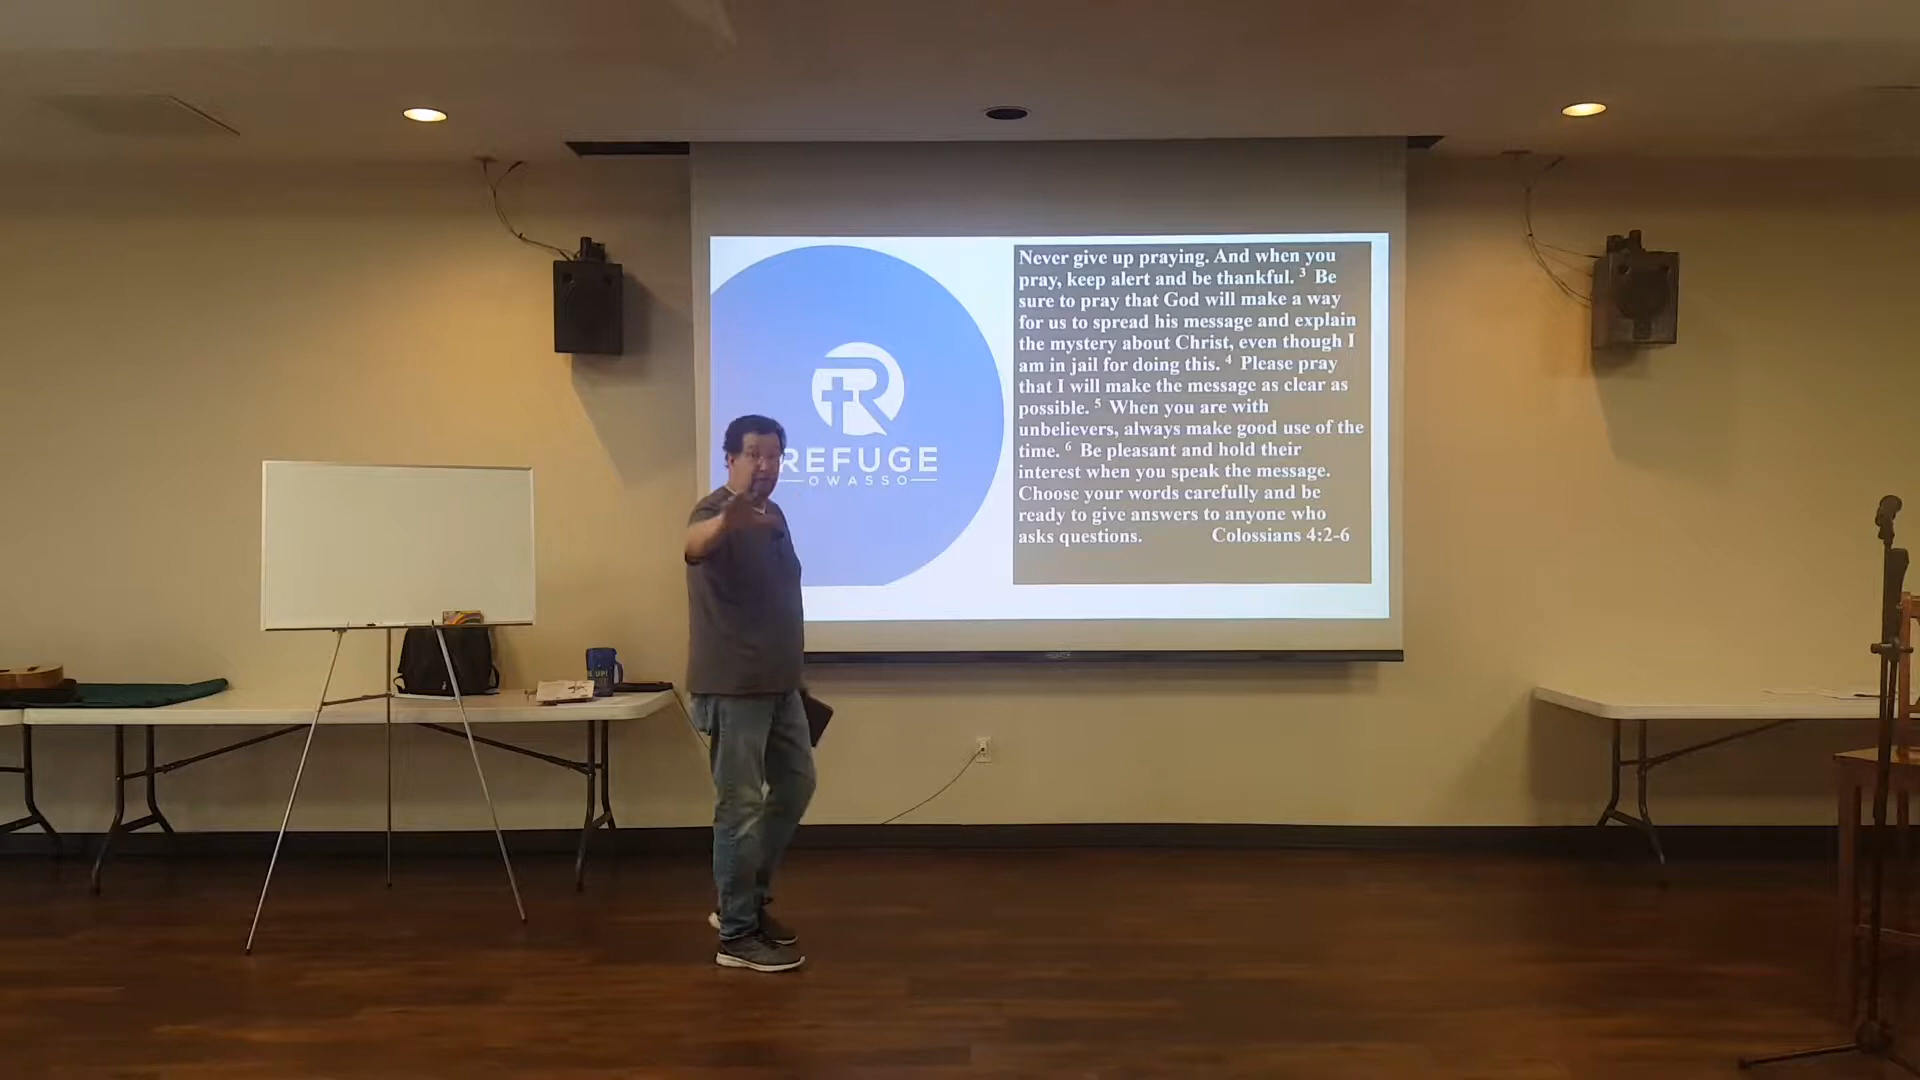 REFUGE
OWASSO
Never give up praying. And when you
pray, keep alert and be thankful. 3 Be
sure to pray that God will make a way
for us to spread his message and explain
the mystery about Christ, even though I
am in jail for doing this. 4 Please pray
that I will make the message as clear as
possible. 5 When you are with
unbelievers, always make good use of the
time. 6 Be pleasant and hold their
interest when you speak the message.
Choose your words carefully and be
ready to give answers to anyone who
asks questions. Colossians 4:2-6
UP!